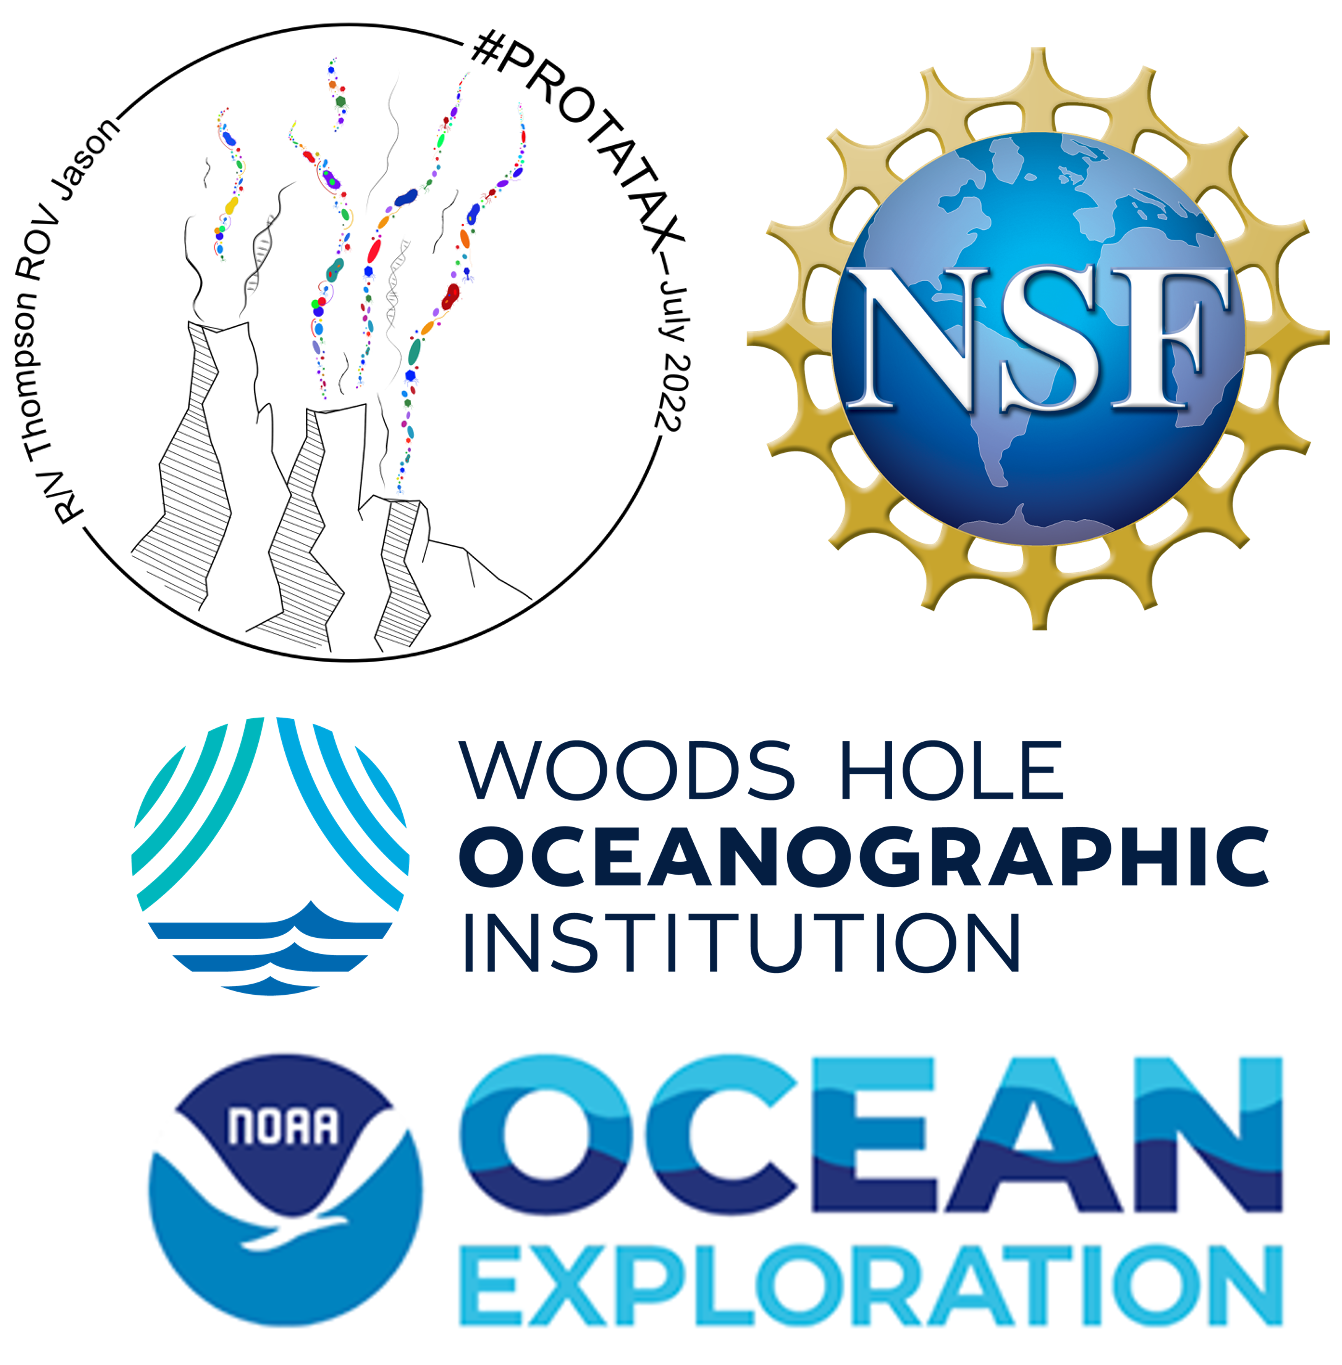 R/V Thompson ROV Jason
#PROTATAX—July 2022
NSF
WOODS HOLE
OCEANOGRAPHIC
INSTITUTION
NOAA
OCEAN
EXPLORATION